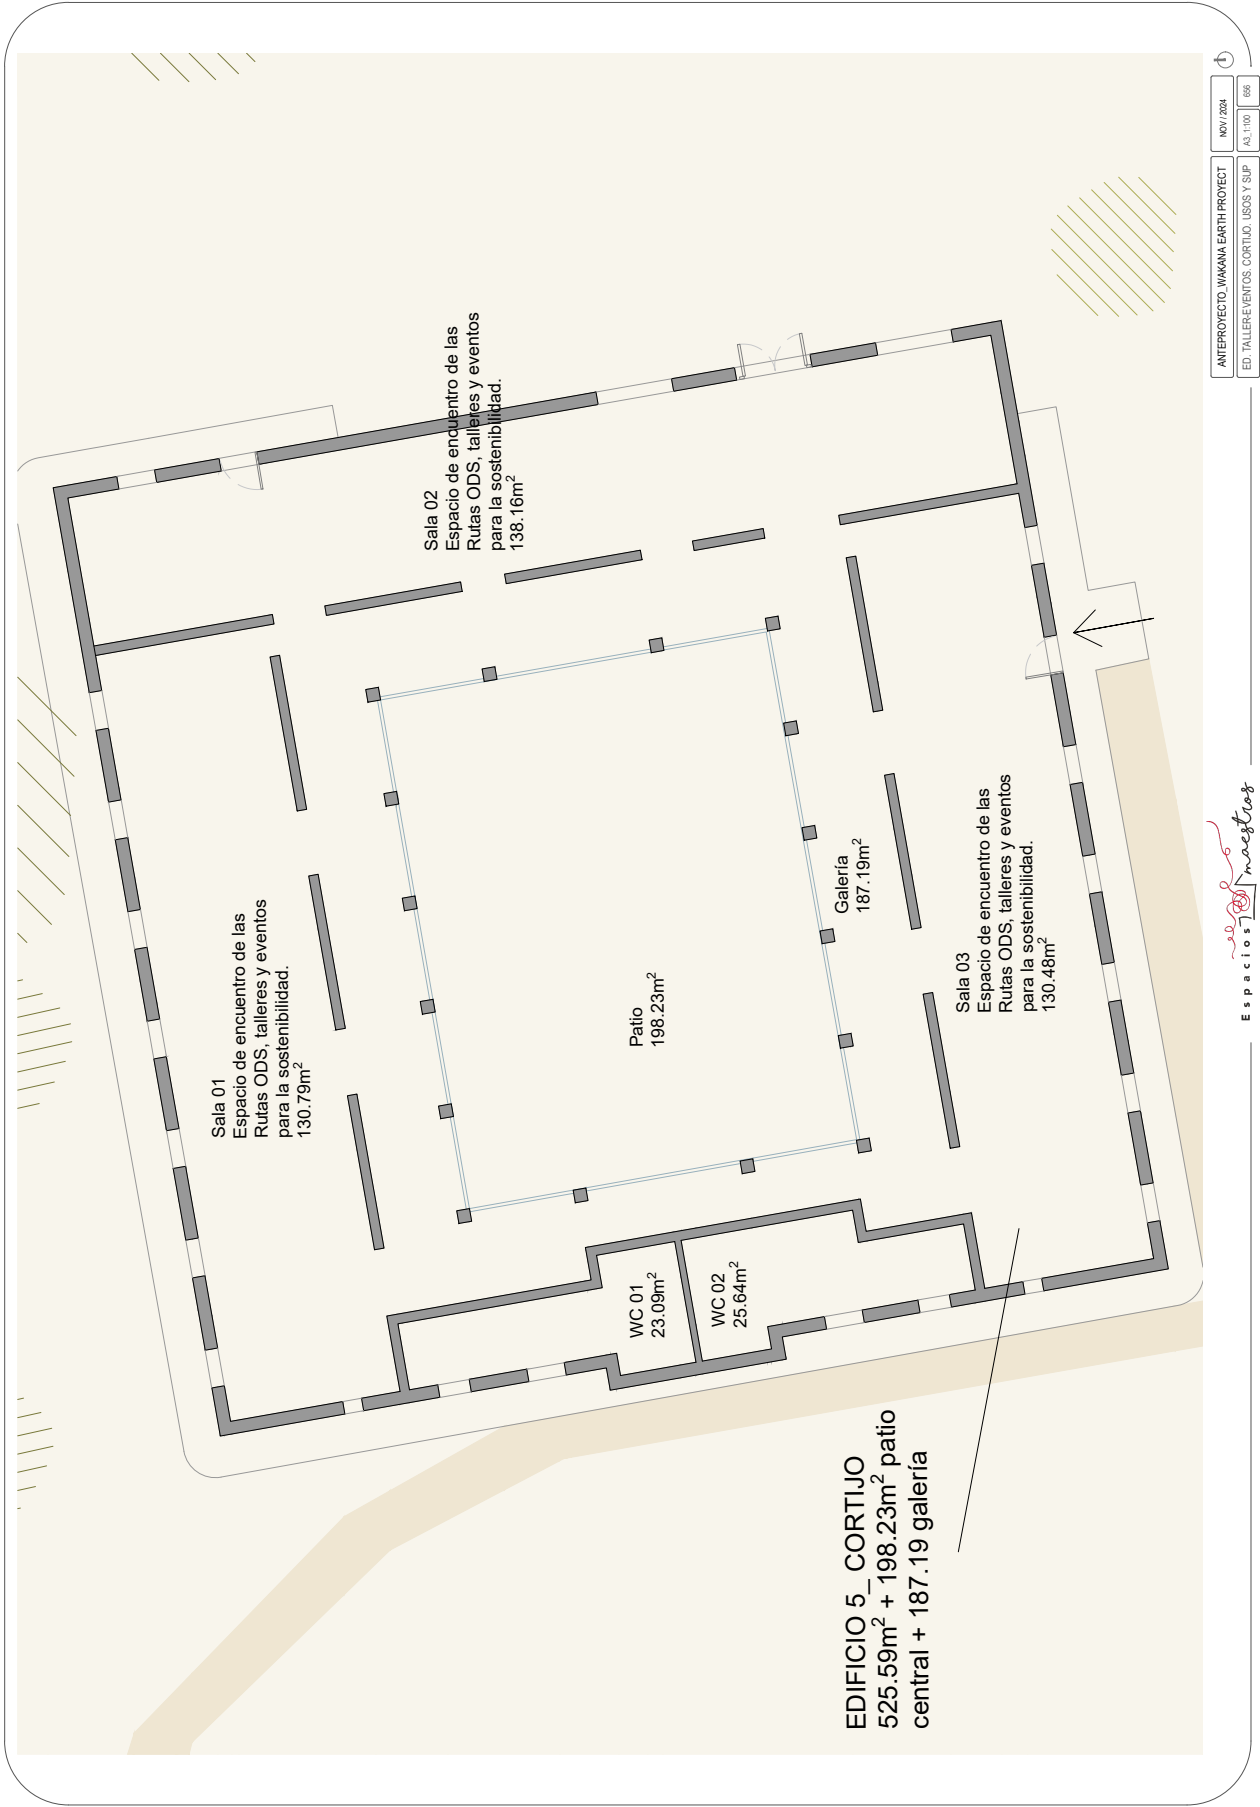 Sala 01
Espacio de encuentro de las
Rutas ODS, talleres y eventos
para la sostenibilidad.
130.79m²
Sala 02
Espacio de encuentro de las
Rutas ODS, talleres y eventos
para la sostenibilidad.
138.16m²
Patio
198.23m²
Galería
187.19m²
Sala 03
Espacio de encuentro de las
Rutas ODS, talleres y eventos
para la sostenibilidad.
130.48m²
WC 01
23.09m²
WC 02
25.64m²
EDIFICIO 5_ CORTIJO
525.59m² + 198.23m² patio
central + 187.19 galería
ANTEPROYECTO_WAKANA EARTH PROYECT
NOV / 2024
ED. TALLER-EVENTOS. CORTIJO. USOS Y SUP
A3_1:100
656
Espacios maestros